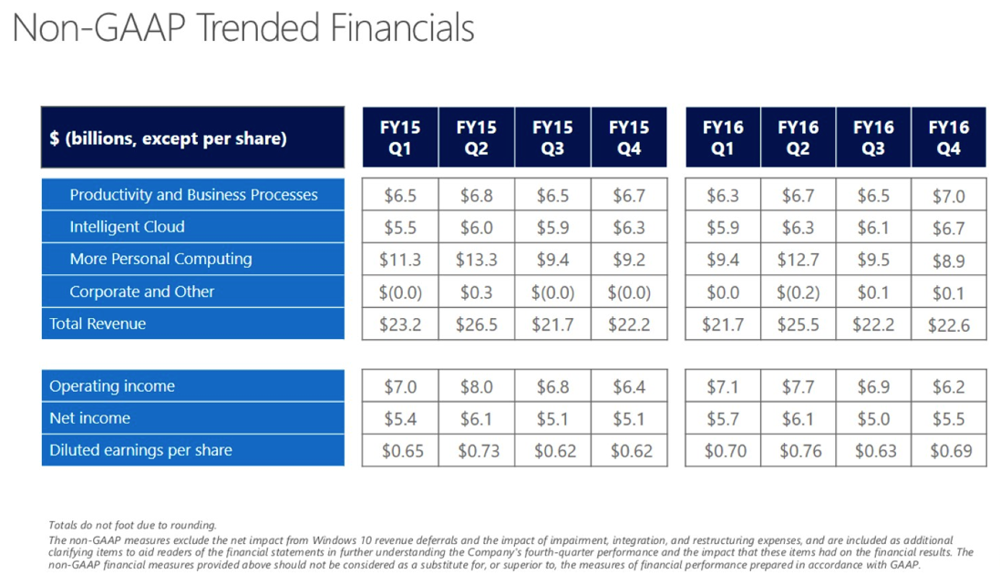 Non-GAAP Trended Financials
$ (billions, except per share) FY15 Q1 FY15 Q2 FY15 Q3 FY15 Q4 FY16 Q1 FY16 Q2 FY16 Q3 FY16 Q4
Productivity and Business Processes $6.5 $6.8 $6.5 $6.7 $6.3 $6.7 $6.5 $7.0
Intelligent Cloud $5.5 $6.0 $5.9 $6.3 $5.9 $6.3 $6.1 $6.7
More Personal Computing $11.3 $13.3 $9.4 $9.2 $9.4 $12.7 $9.5 $8.9
Corporate and Other $(0.0) $0.3 $(0.0) $(0.0) $0.0 $(0.2) $0.1 $0.1
Total Revenue $23.2 $26.5 $21.7 $22.2 $21.7 $25.5 $22.2 $22.6
Operating income $7.0 $8.0 $6.8 $6.4 $7.1 $7.7 $6.9 $6.2
Net income $5.4 $6.1 $5.1 $5.1 $5.7 $6.1 $5.0 $5.5
Diluted earnings per share $0.65 $0.73 $0.62 $0.62 $0.70 $0.76 $0.63 $0.69
Totals do not foot due to rounding.
The non-GAAP measures exclude the net impact from Windows 10 revenue deferrals and the impact of impairment, integration, and restructuring expenses, and are included as additional
clarifying items to aid readers of the financial statements in further understanding the Company's fourth-quarter performance and the impact that these items had on the financial results. The
non-GAAP financial measures provided above should not be considered as a substitute for, or superior to, the measures of financial performance prepared in accordance with GAAP.